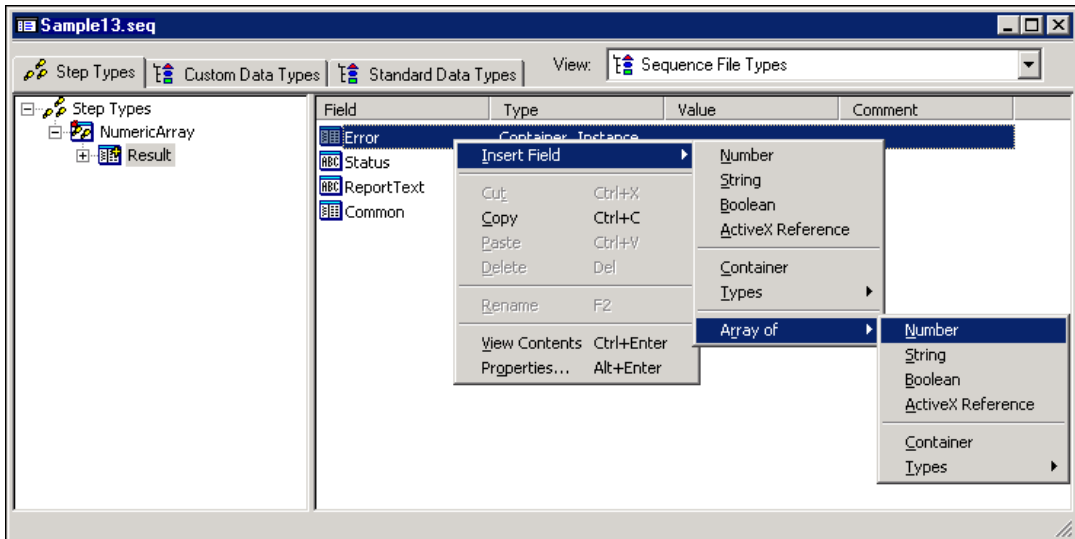 Sample13.seq
Step Types Custom Data Types Standard Data Types View: Sequence File Types
Step Types
NumericArray
Result
Field Type Value Comment
Error Container Instance
ABC Status
ABC ReportText
Common
Insert Field
Cut Ctrl+X
Copy Ctrl+C
Paste Ctrl+V
Delete Del
Rename F2
View Contents Ctrl+Enter
Properties... Alt+Enter
Number
String
Boolean
ActiveX Reference
Container
Types
Array of
Number
String
Boolean
ActiveX Reference
Container
Types